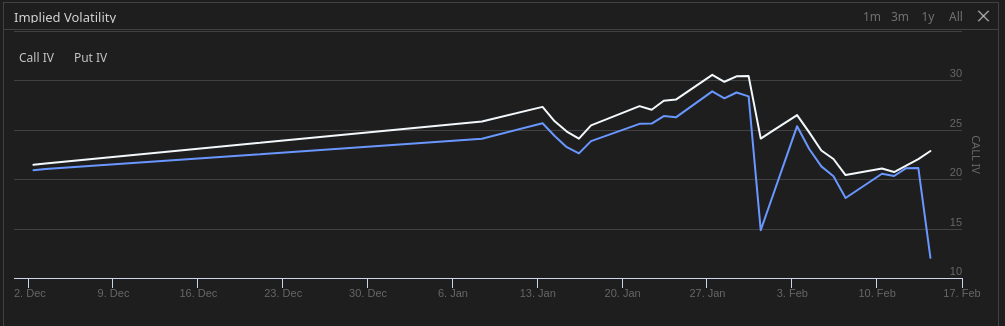 Implied Volatility 1m 3m 1y All
Call IV Put IV
30
25
20
15
10
CALL IV
2. Dec 9. Dec 16. Dec 23. Dec 30. Dec 6. Jan 13. Jan 20. Jan 27. Jan 3. Feb 10. Feb 17. Feb